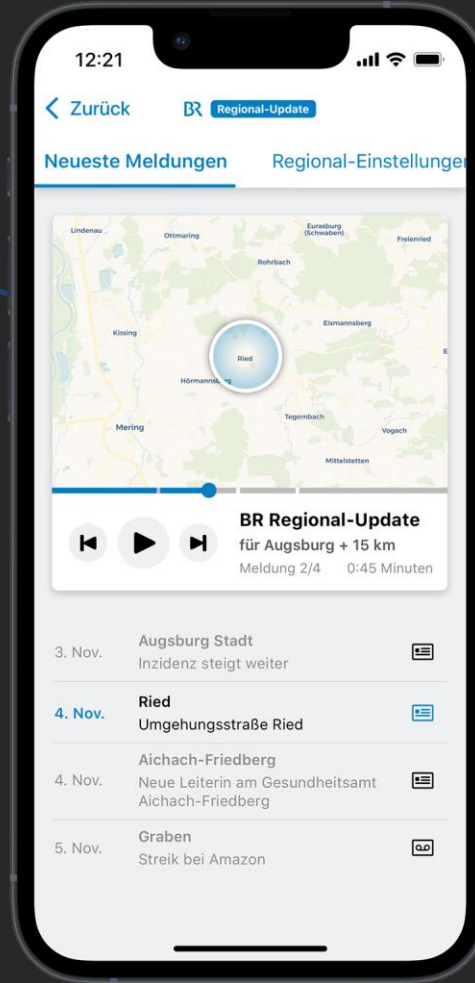 12:21
Zurück
BR Regional-Update
Neueste Meldungen Regional-Einstellungen
Lindenau
Ottmaring
Eurasburg
(Schwaben)
Freienried
Rohrbach
Kissing
Eismannsberg
Ried
Hörmannsberg
Tegernbach
Mering
Vogach
Mittelstetten
BR Regional-Update
für Augsburg + 15 km
Meldung 2/4 0:45 Minuten
3. Nov.
Augsburg Stadt
Inzidenz steigt weiter
4. Nov.
Ried
Umgehungsstraße Ried
4. Nov.
Aichach-Friedberg
Neue Leiterin am Gesundheitsamt
Aichach-Friedberg
5. Nov.
Graben
Streik bei Amazon